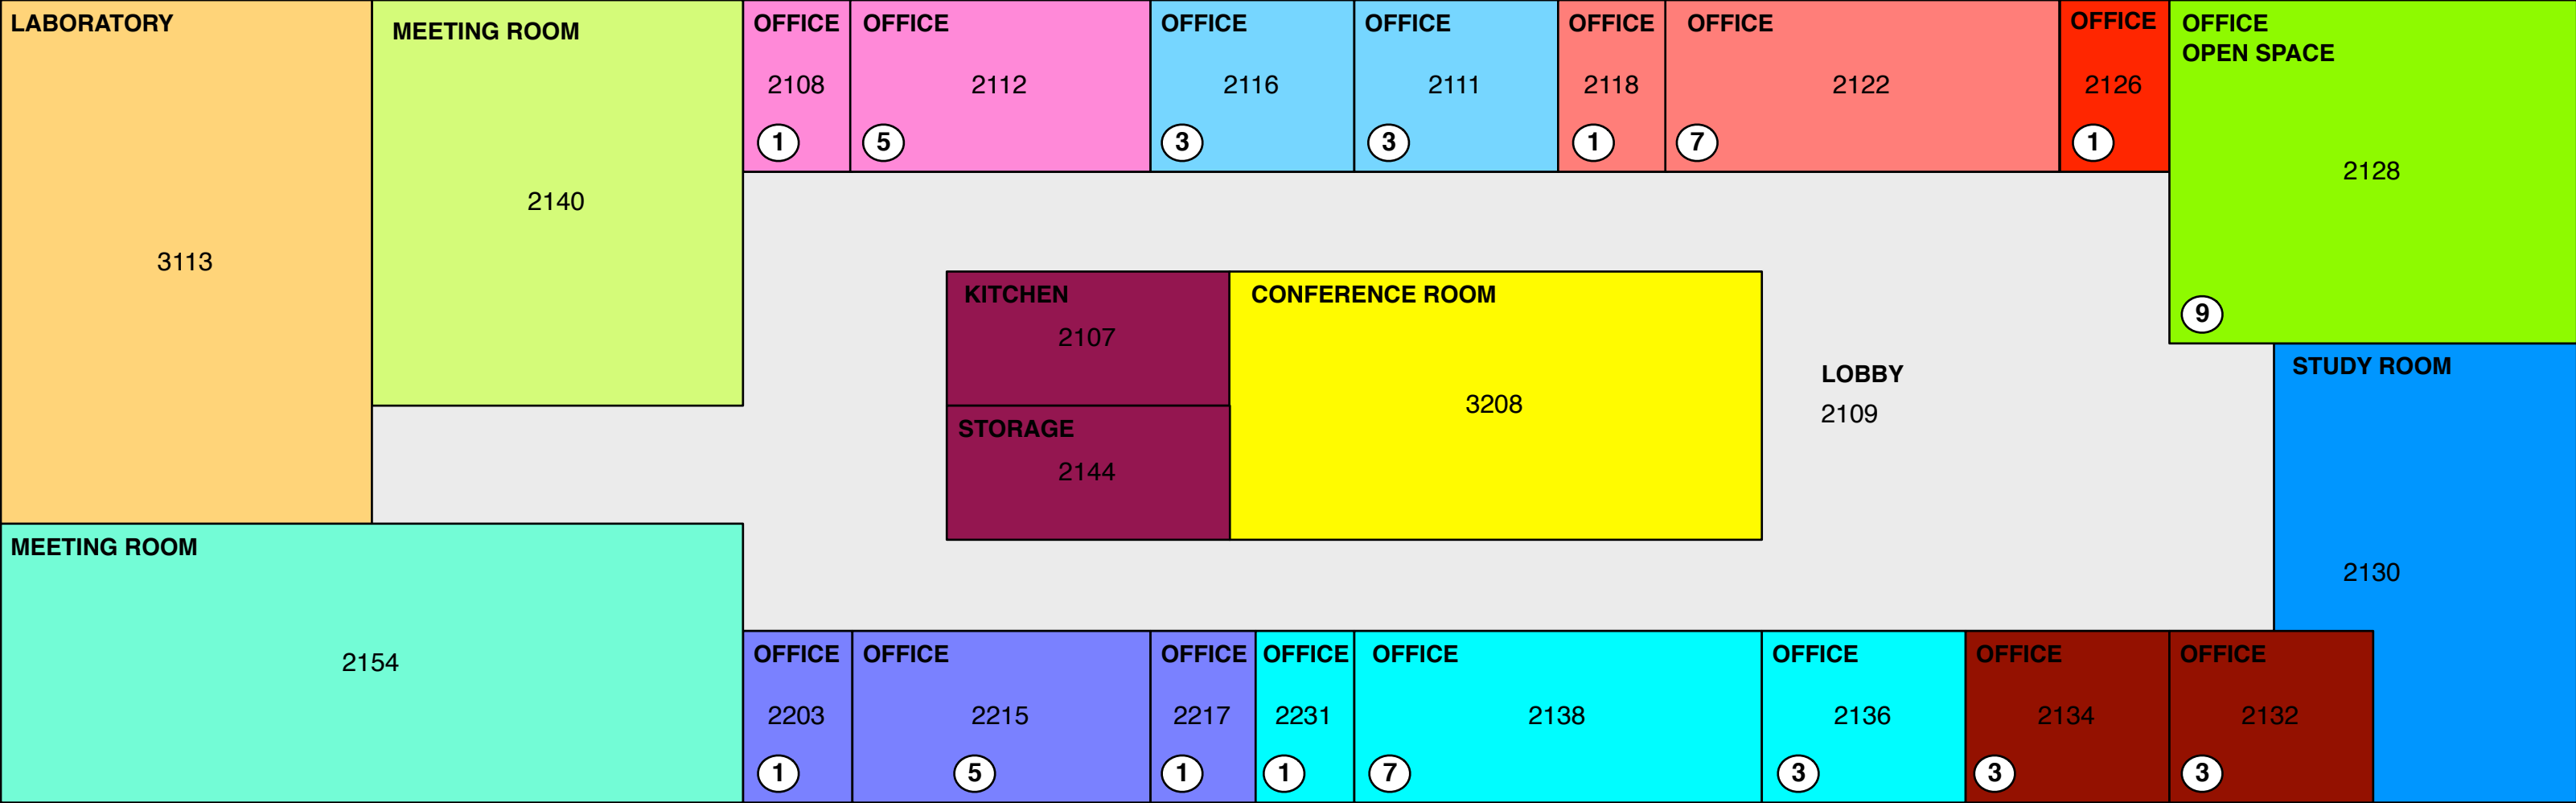 LABORATORY
3113
MEETING ROOM
2140
OFFICE
2108
1
OFFICE
2112
5
OFFICE
2116
3
OFFICE
2111
3
OFFICE
2118
1
OFFICE
2122
7
OFFICE
2126
1
OFFICE
OPEN SPACE
2128
9
KITCHEN
2107
STORAGE
2144
CONFERENCE ROOM
3208
LOBBY
2109
STUDY ROOM
2130
MEETING ROOM
2154
OFFICE
2203
1
OFFICE
2215
5
OFFICE
2217
1
OFFICE
2231
1
OFFICE
2138
7
OFFICE
2136
3
OFFICE
2134
3
OFFICE
2132
3